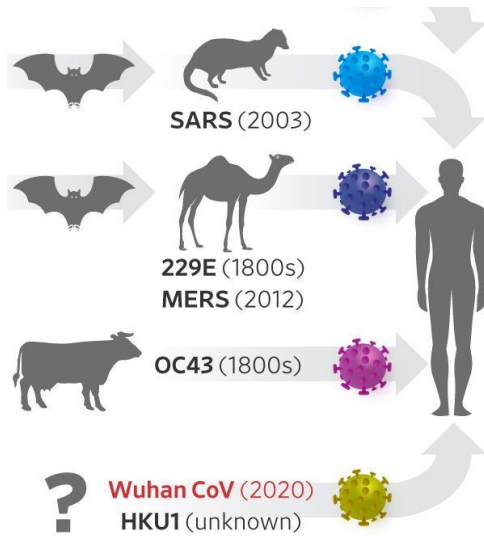 SARS (2003)
229E (1800s)
MERS (2012)
OC43 (1800s)
?
Wuhan CoV (2020)
HKU1 (unknown)